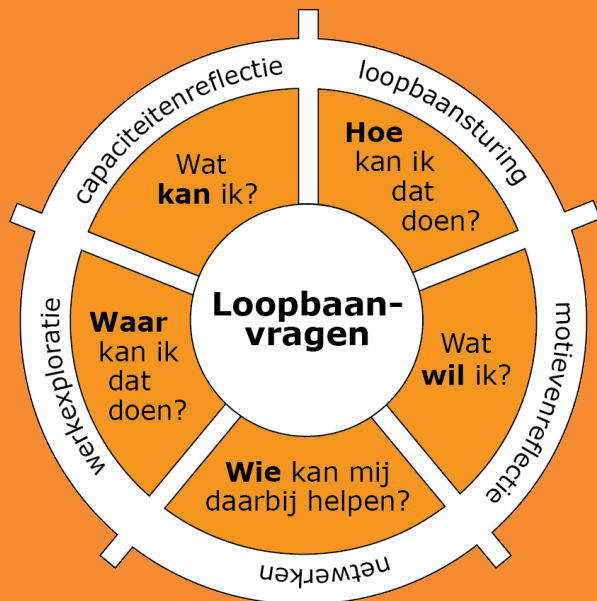 Loopbaan-
vragen
capaciteitenreflectie
Wat
kan ik?
loopbaansturing
Hoe
kan ik
dat
doen?
motievenreflectie
Wat
wil ik?
netwerken
Wie kan mij
daarbij helpen?
werkexploratie
Waar
kan ik
dat
doen?